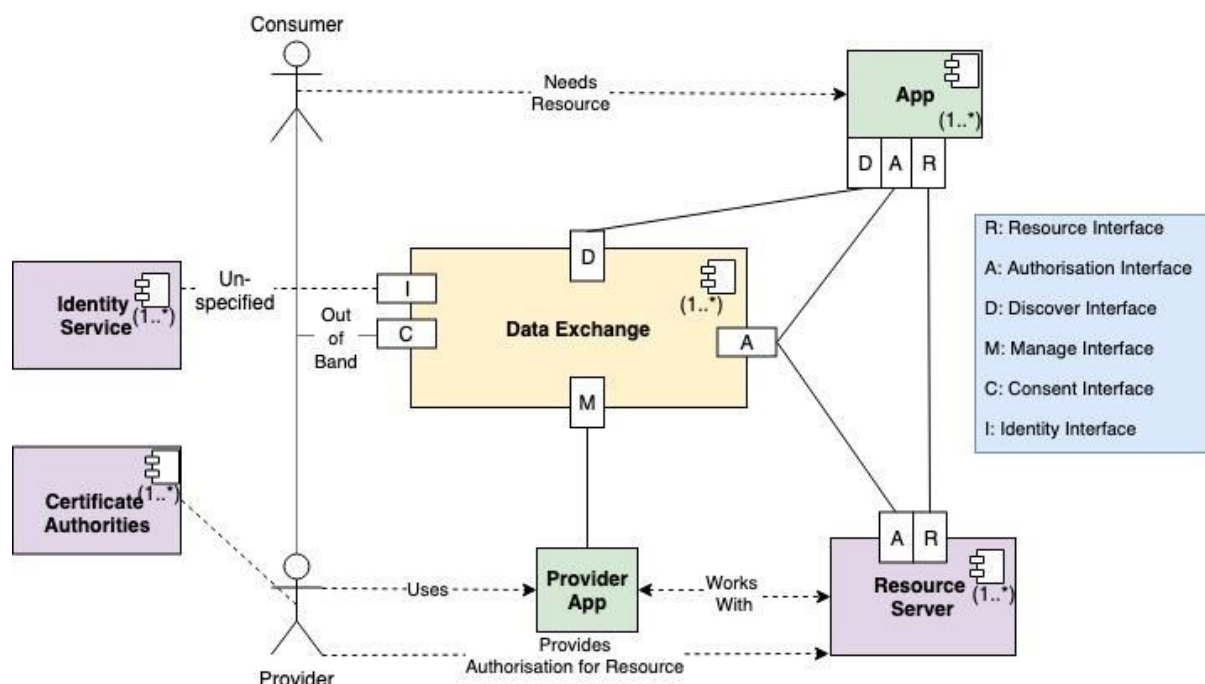 Consumer
Needs
Resource
App
(1..*)
D A R
R: Resource Interface
A: Authorisation Interface
D: Discover Interface
M: Manage Interface
C: Consent Interface
I: Identity Interface
D
Identity
Service
(1..*)
Un-
specified
I
Out
of
Band
C
Data Exchange
(1..*)
A
M
Certificate
Authorities
(1..*)
A R
Resource
Server
(1..*)
Uses
Provider
App
Works
With
Provides
Authorisation for Resource
Provider